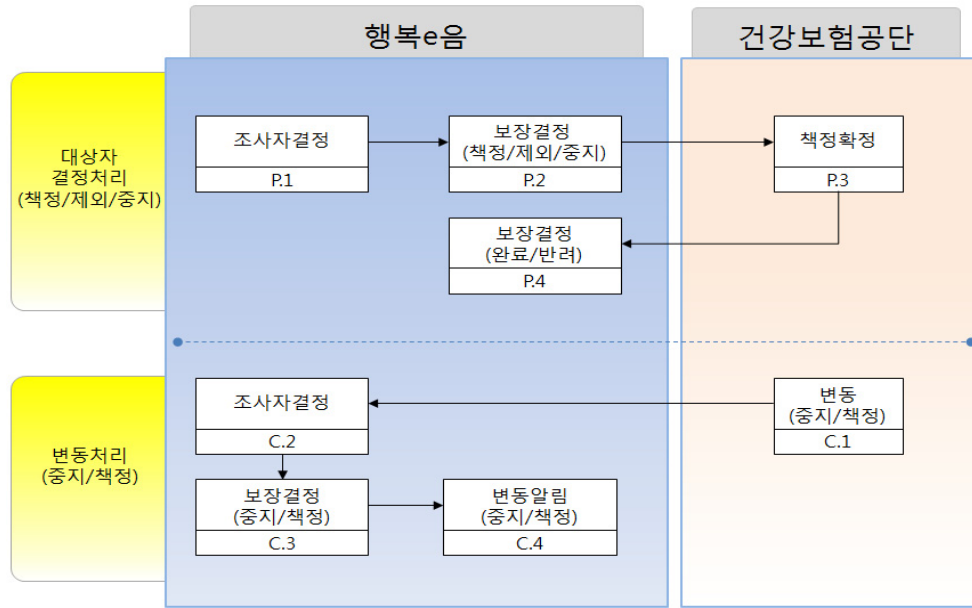 행복e음
건강보험공단
대상자
결정처리
(책정/제외/중지)
조사자결정
P.1
보장결정
(책정/제외/중지)
P.2
책정확정
P.3
보장결정
(완료/반려)
P.4
변동처리
(중지/책정)
조사자결정
C.2
변동
(중지/책정)
C.1
보장결정
(중지/책정)
C.3
변동알림
(중지/책정)
C.4